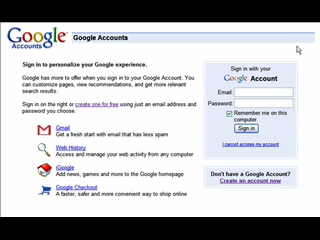 Google
Accounts
Google Accounts
Sign in to personalize your Google experience.
Google has more to offer when you sign in to your Google Account. You
can customize pages, view recommendations, and get more relevant
search results.
Sign in on the right or create one for free using just an email address and
password you choose.
Gmail
Get a fresh start with email that has less spam
Web History
Access and manage your web activity from any computer
iGoogle
Add news, games and more to the Google homepage
Google Checkout
A faster, safer and more convenient way to shop online
Sign in with your
Google Account
Email:
Password:
Remember me on this
computer.
Sign in
I cannot access my account
Don't have a Google Account?
Create an account now